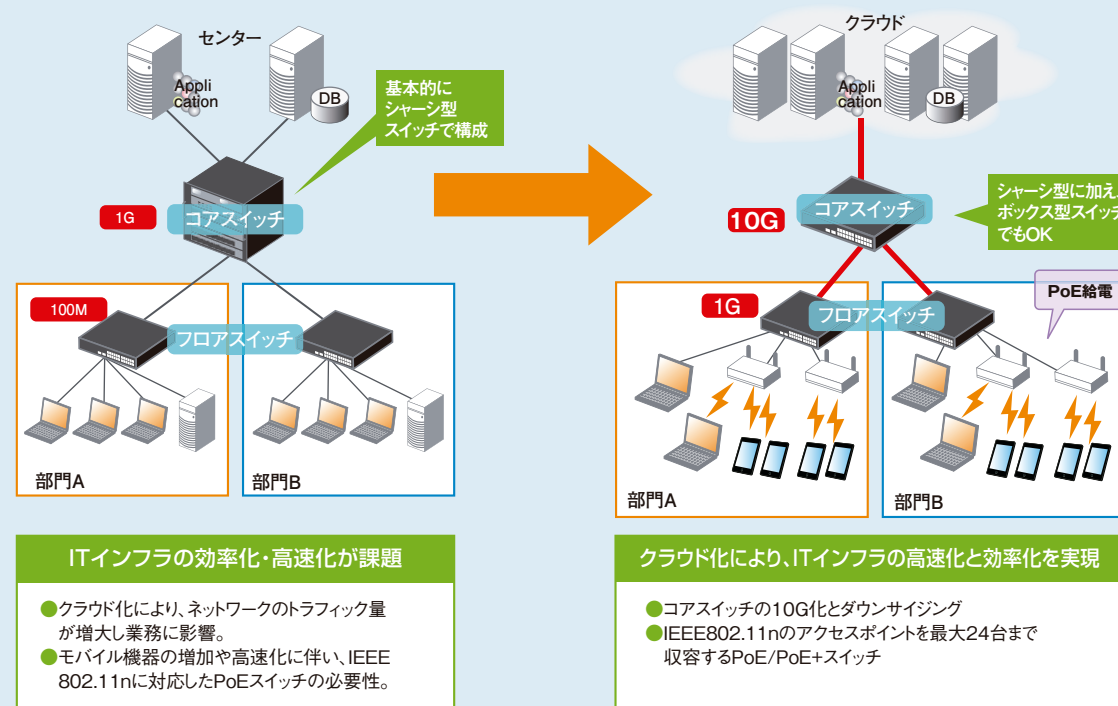 センター
Appli
cation
DB
基本的に
シャーシ型
スイッチで構成
1G
コアスイッチ
100M
フロアスイッチ
部門A
部門B
ITインフラの効率化・高速化が課題
●クラウド化により、ネットワークのトラフィック量
が増大し業務に影響。
●モバイル機器の増加や高速化に伴い、IEEE
802.11nに対応したPoEスイッチの必要性。
クラウド
Appli
cation
DB
シャーシ型に加え、
ボックス型スイッチ
でもOK
10G
コアスイッチ
PoE給電
1G
フロアスイッチ
部門A
部門B
クラウド化により、ITインフラの高速化と効率化を実現
●コアスイッチの10G化とダウンサイジング
●IEEE802.11nのアクセスポイントを最大24台まで
収容するPoE/PoE+スイッチ